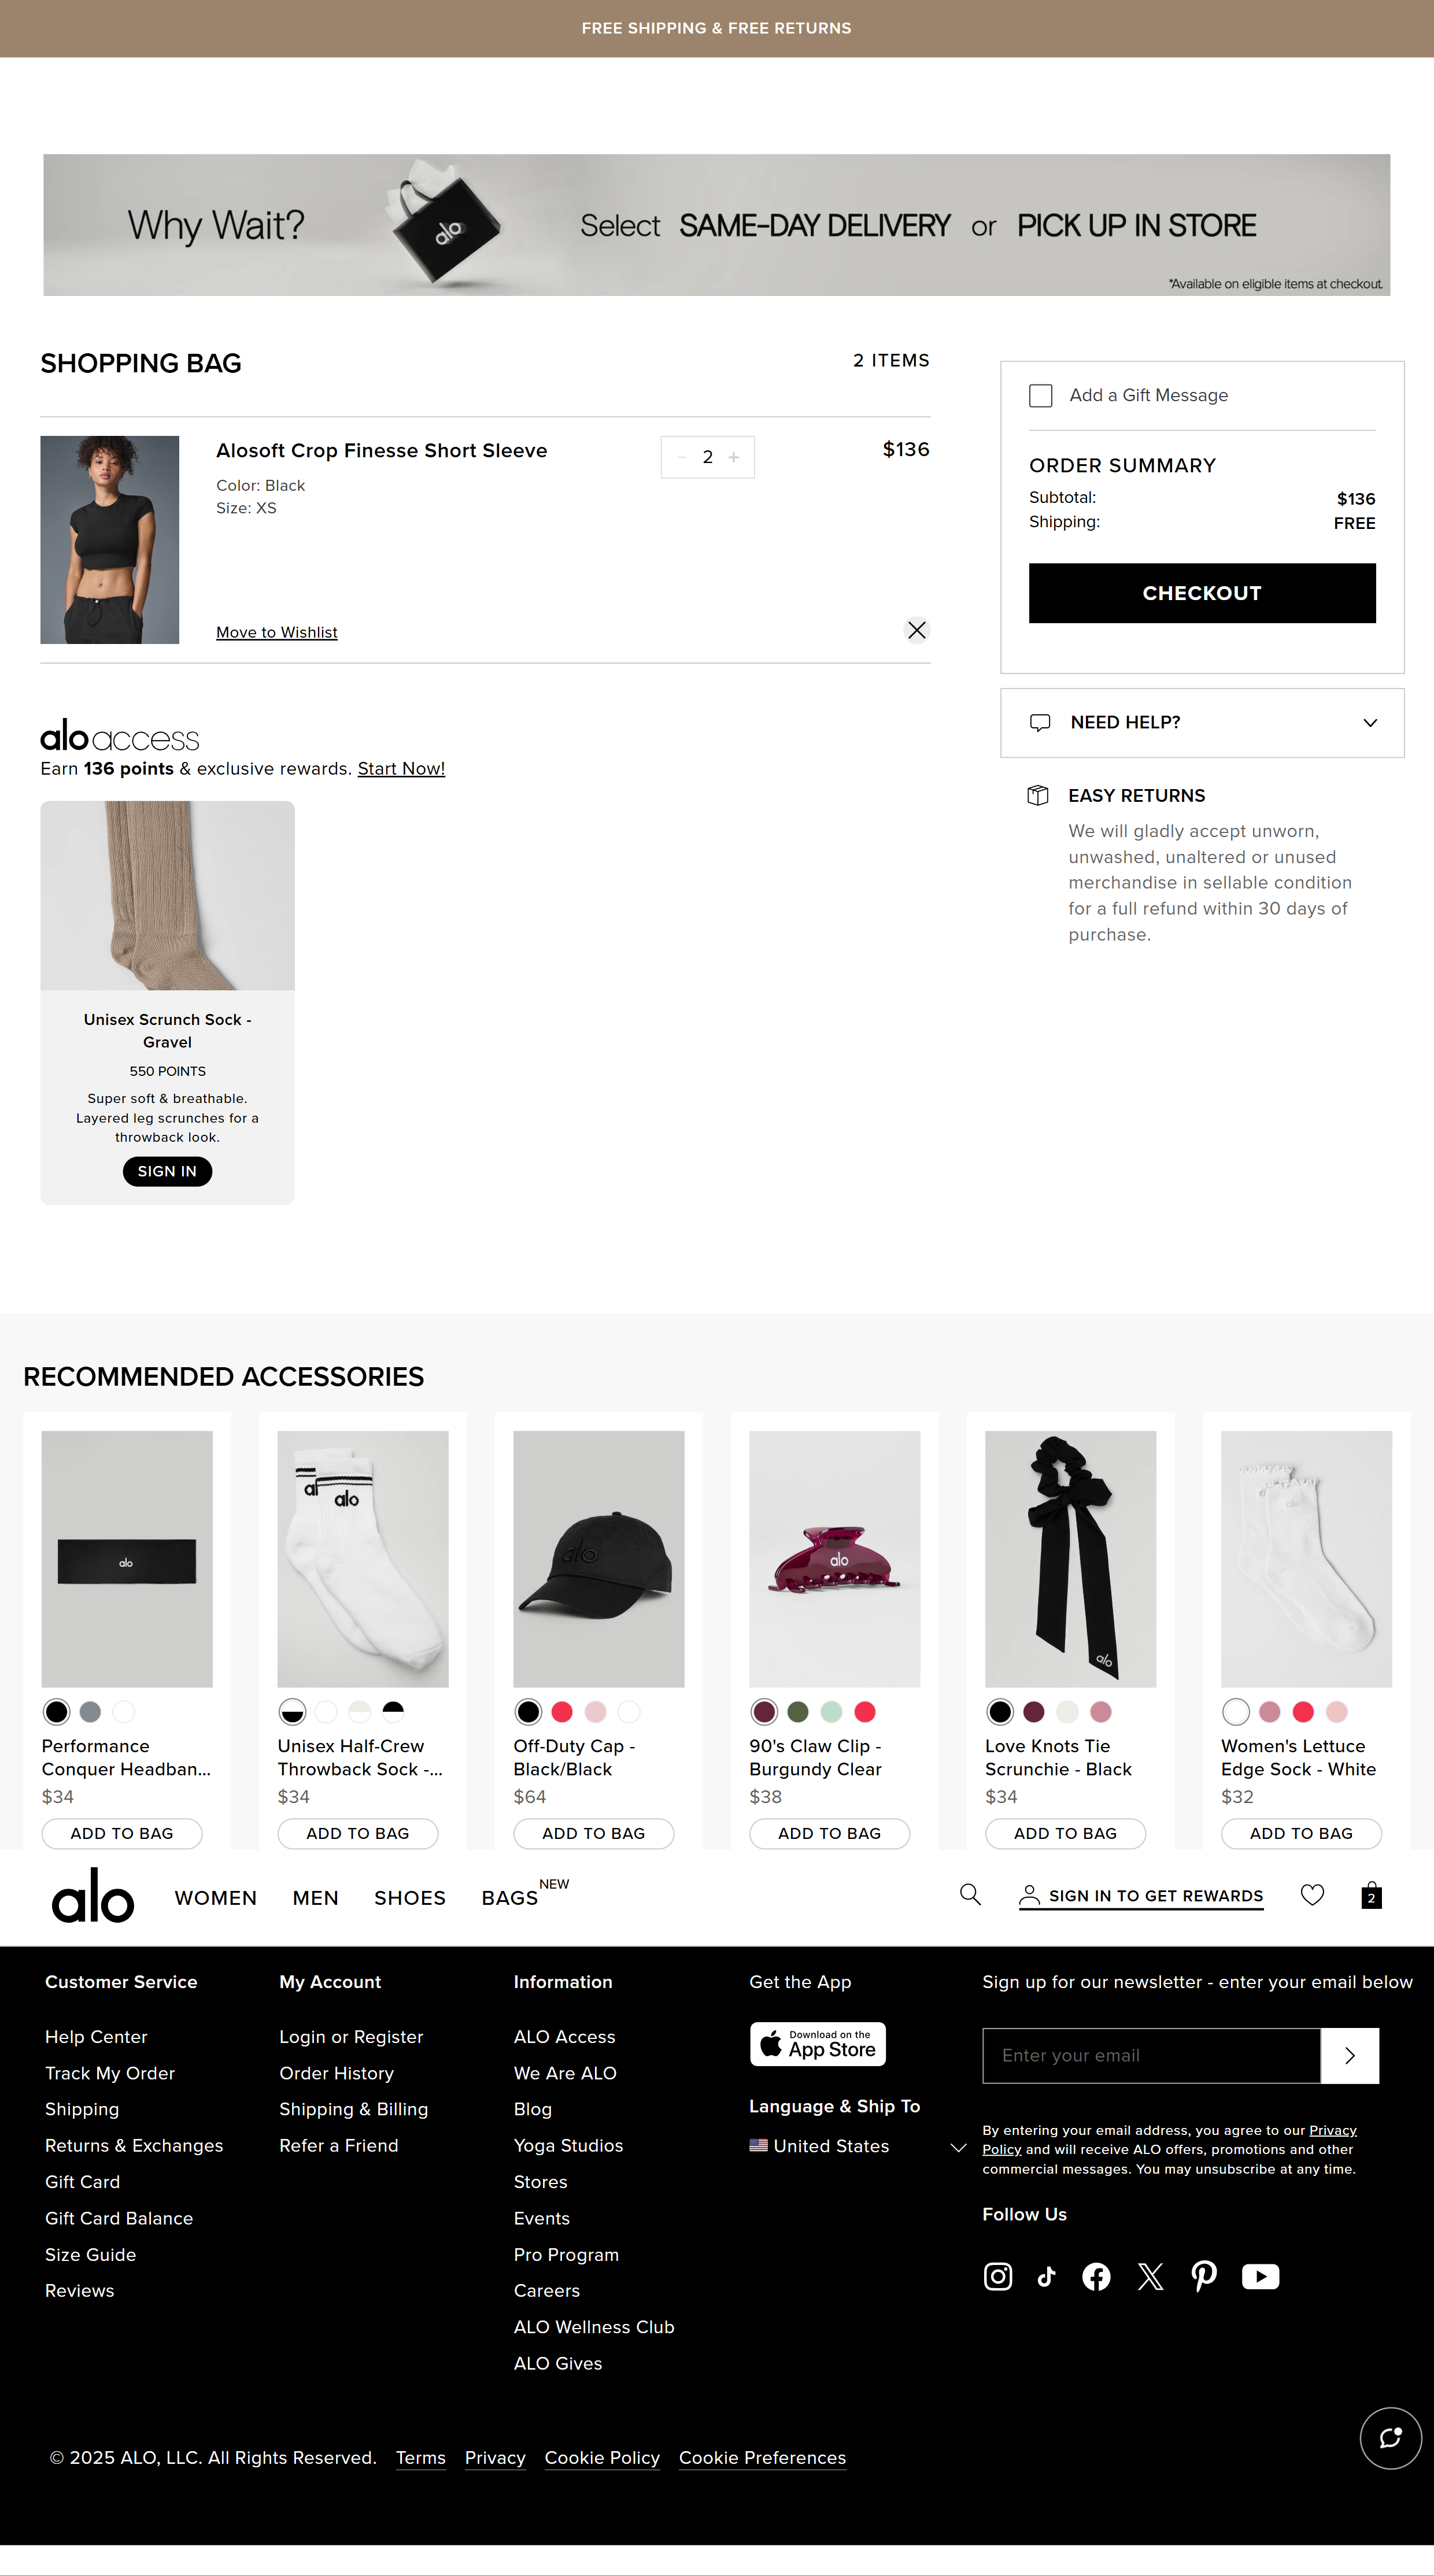 FREE SHIPPING & FREE RETURNS
Why Wait?
alo
Select SAME-DAY DELIVERY or PICK UP IN STORE
*Available on eligible items at checkout.
SHOPPING BAG
2 ITEMS
Alosoft Crop Finesse Short Sleeve
Color: Black
Size: XS
2
$136
Move to Wishlist
Add a Gift Message
ORDER SUMMARY
Subtotal: $136
Shipping: FREE
CHECKOUT
NEED HELP?
EASY RETURNS
We will gladly accept unworn,
unwashed, unaltered or unused
merchandise in sellable condition
for a full refund within 30 days of
purchase.
alo access
Earn 136 points & exclusive rewards. Start Now!
Unisex Scrunch Sock -
Gravel
550 POINTS
Super soft & breathable.
Layered leg scrunches for a
throwback look.
SIGN IN
RECOMMENDED ACCESSORIES
alo
Performance
Conquer Headban...
$34
ADD TO BAG
al
alo
Unisex Half-Crew
Throwback Sock -...
$34
ADD TO BAG
alo
Off-Duty Cap -
Black/Black
$64
ADD TO BAG
alo
90's Claw Clip -
Burgundy Clear
$38
ADD TO BAG
alo
Love Knots Tie
Scrunchie - Black
$34
ADD TO BAG
alo
Women's Lettuce
Edge Sock - White
$32
ADD TO BAG
alo
WOMEN
MEN
SHOES
BAGS NEW
SIGN IN TO GET REWARDS
2
Customer Service
Help Center
Track My Order
Shipping
Returns & Exchanges
Gift Card
Gift Card Balance
Size Guide
Reviews
My Account
Login or Register
Order History
Shipping & Billing
Refer a Friend
Information
ALO Access
We Are ALO
Blog
Yoga Studios
Stores
Events
Pro Program
Careers
ALO Wellness Club
ALO Gives
Get the App
Download on the
App Store
Language & Ship To
United States
Sign up for our newsletter - enter your email below
Enter your email
By entering your email address, you agree to our Privacy
Policy and will receive ALO offers, promotions and other
commercial messages. You may unsubscribe at any time.
Follow Us
© 2025 ALO, LLC. All Rights Reserved. Terms Privacy Cookie Policy Cookie Preferences